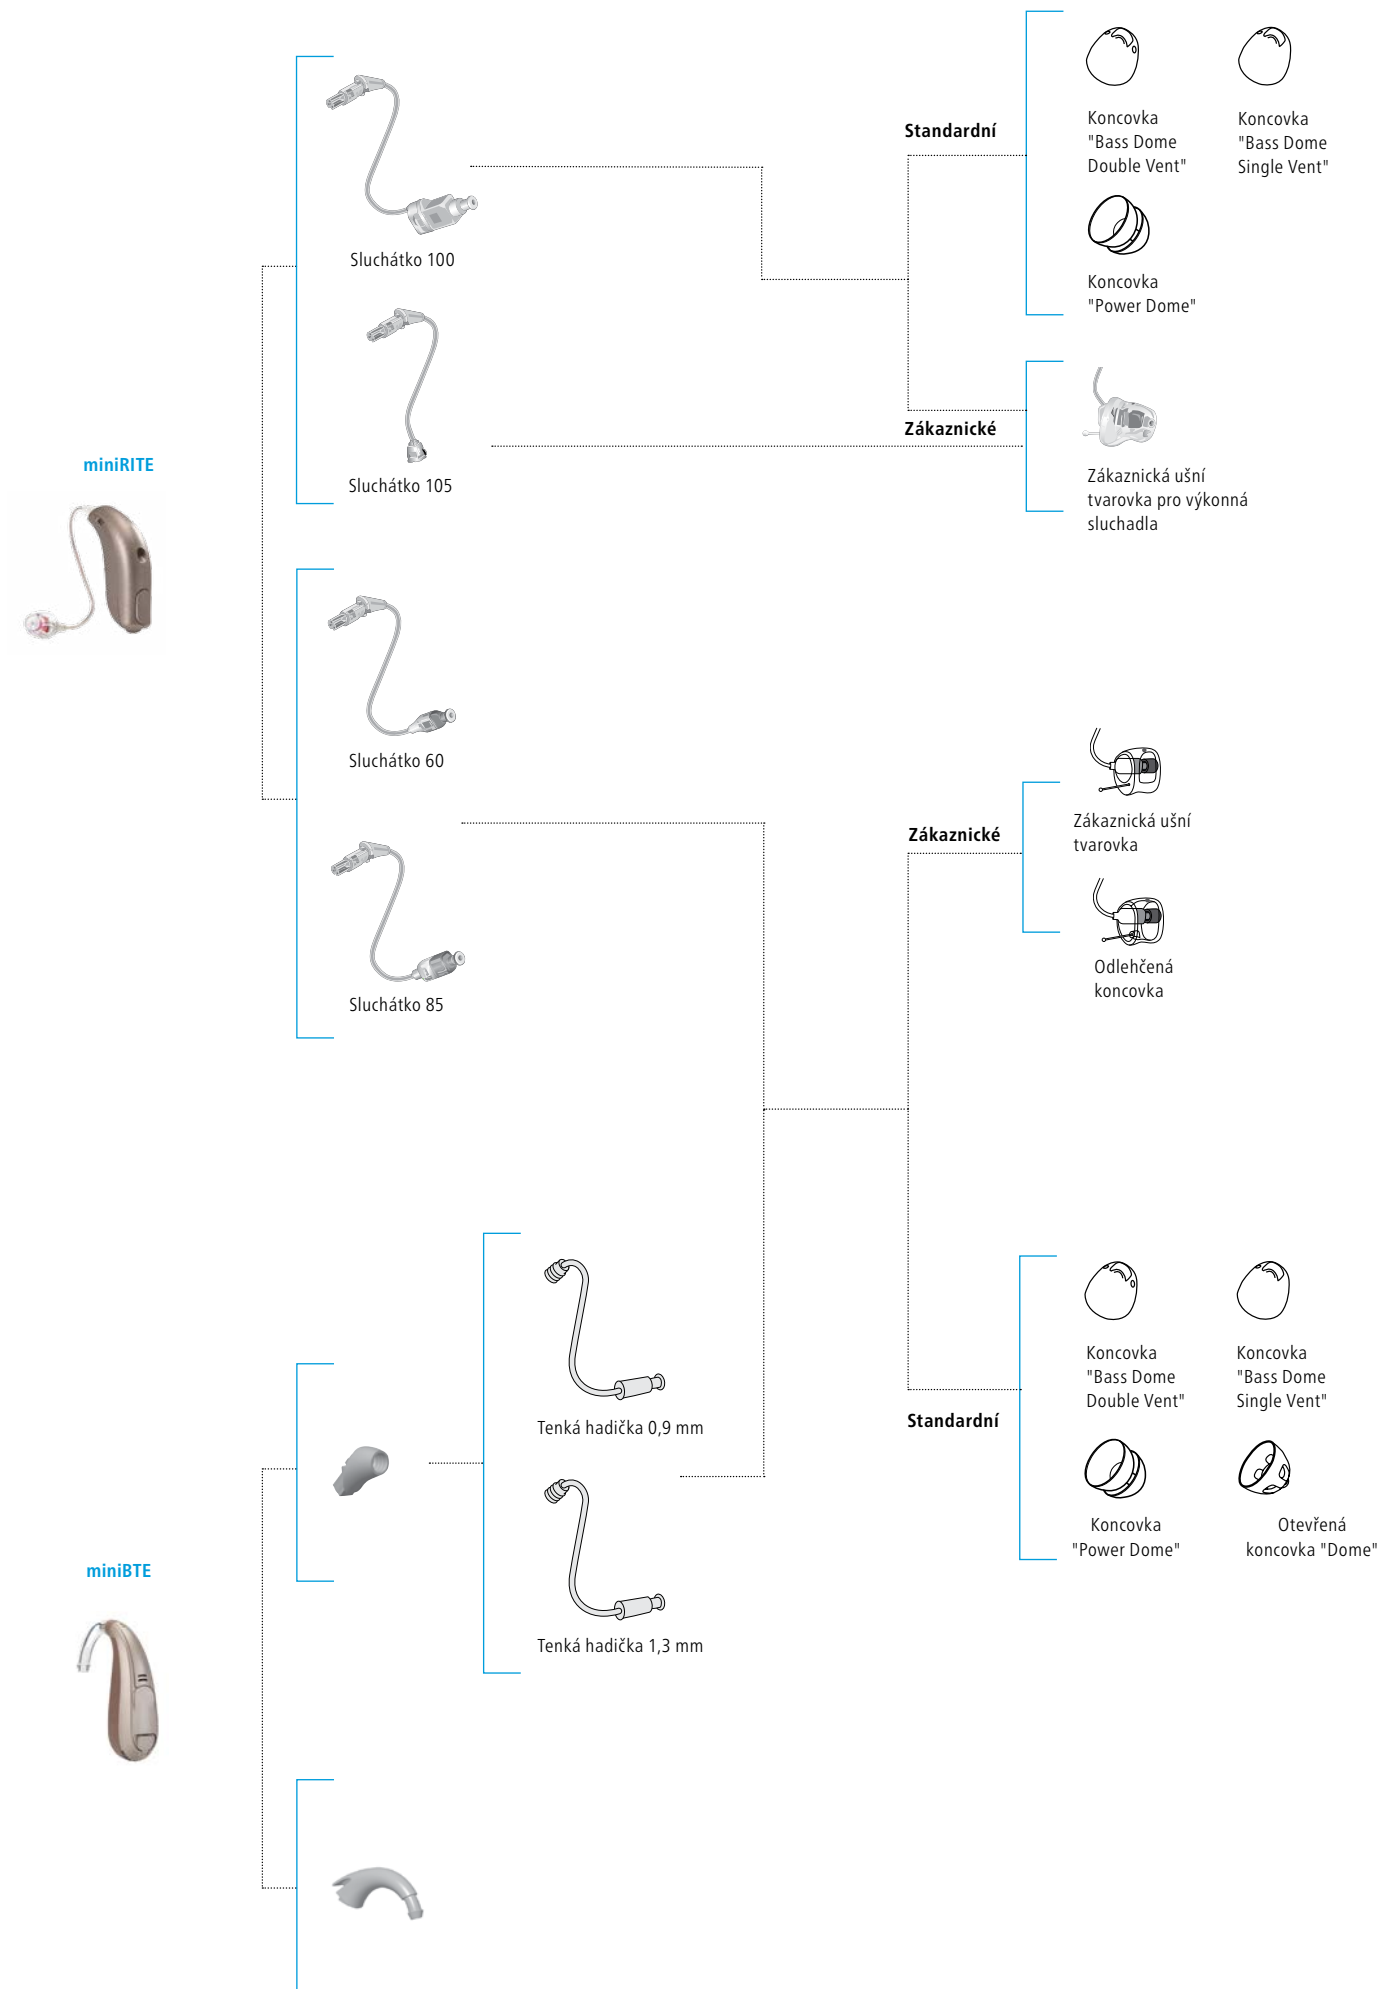 Standardní
Koncovka
"Bass Dome
Double Vent"
Koncovka
"Bass Dome
Single Vent"
Koncovka
"Power Dome"
Sluchátko 100
Zákaznické
Zákaznická ušní
tvarovka pro výkonná
sluchadla
Sluchátko 105
miniRITE
Sluchátko 60
Sluchátko 85
Zákaznické
Zákaznická ušní
tvarovka
Odlehčená
koncovka
Standardní
Koncovka
"Bass Dome
Double Vent"
Koncovka
"Bass Dome
Single Vent"
Koncovka
"Power Dome"
Otevřená
koncovka "Dome"
Tenká hadička 0,9 mm
miniBTE
Tenká hadička 1,3 mm